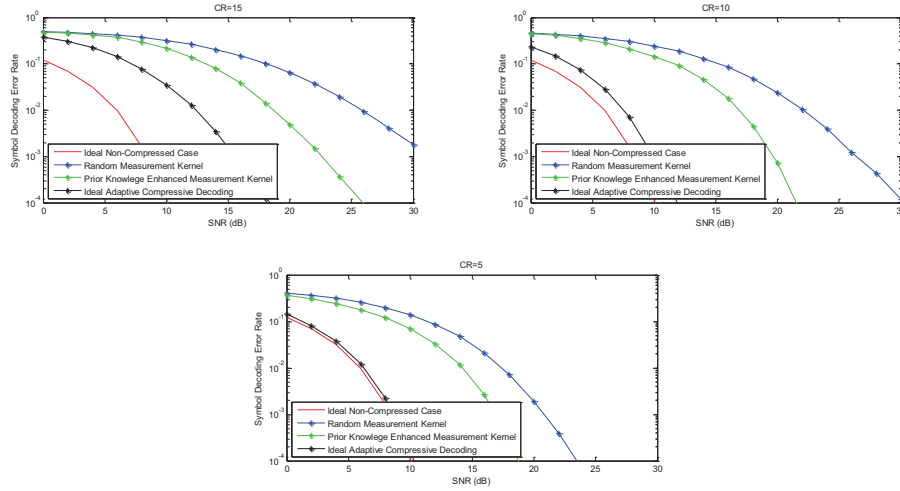 CR=15
10^0
10^-1
10^-2
10^-3
10^-4
Symbol Decoding Error Rate
Ideal Non-Compressed Case
Random Measurement Kernel
Prior Knowlege Enhanced Measurement Kernel
Ideal Adaptive Compressive Decoding
0 5 10 15 20 25 30
SNR (dB)
CR=10
10^0
10^-1
10^-2
10^-3
10^-4
Symbol Decoding Error Rate
Ideal Non-Compressed Case
Random Measurement Kernel
Prior Knowlege Enhanced Measurement Kernel
Ideal Adaptive Compressive Decoding
0 5 10 15 20 25 30
SNR (dB)
CR=5
10^0
10^-1
10^-2
10^-3
10^-4
Symbol Decoding Error Rate
Ideal Non-Compressed Case
Random Measurement Kernel
Prior Knowlege Enhanced Measurement Kernel
Ideal Adaptive Compressive Decoding
0 5 10 15 20 25 30
SNR (dB)